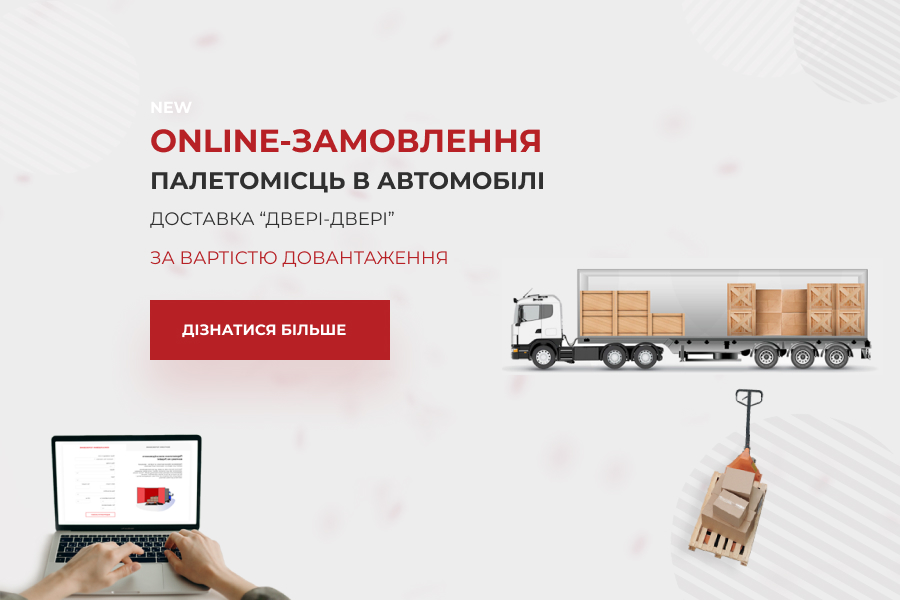 NEW
ONLINE-ЗАМОВЛЕННЯ
ПАЛЕТОМІСЦЬ В АВТОМОБІЛІ
ДОСТАВКА “ДВЕРІ-ДВЕРІ”
ЗА ВАРТІСТЮ ДОВАНТАЖЕННЯ
ДІЗНАТИСЯ БІЛЬШЕ